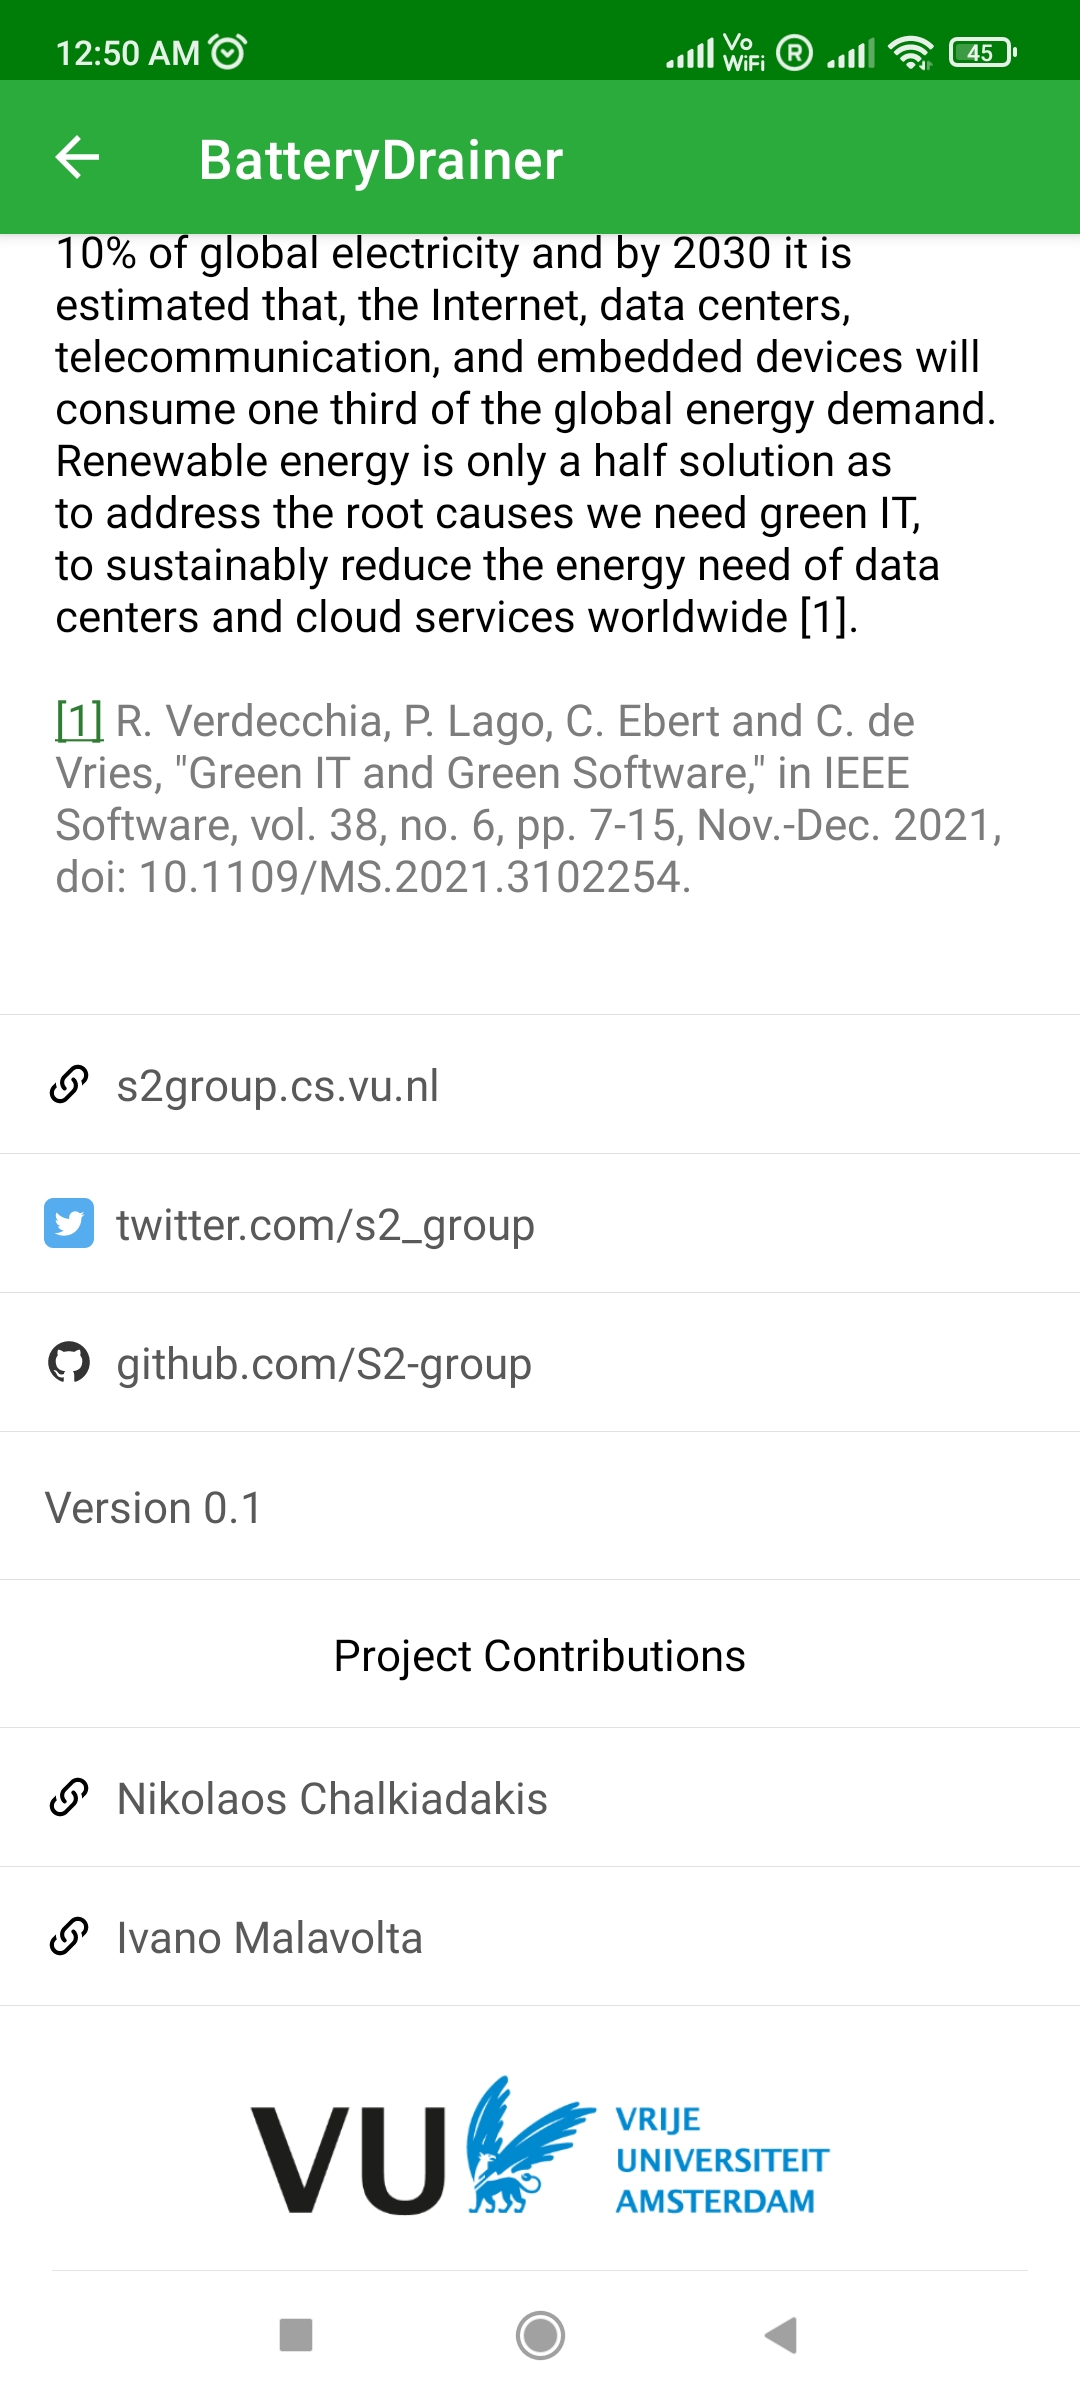 12:50 AM
Vo
WiFi
R
45
BatteryDrainer
10% of global electricity and by 2030 it is
estimated that, the Internet, data centers,
telecommunication, and embedded devices will
consume one third of the global energy demand.
Renewable energy is only a half solution as
to address the root causes we need green IT,
to sustainably reduce the energy need of data
centers and cloud services worldwide [1].
[1] R. Verdecchia, P. Lago, C. Ebert and C. de
Vries, "Green IT and Green Software," in IEEE
Software, vol. 38, no. 6, pp. 7-15, Nov.-Dec. 2021,
doi: 10.1109/MS.2021.3102254.
s2group.cs.vu.nl
twitter.com/s2_group
github.com/S2-group
Version 0.1
Project Contributions
Nikolaos Chalkiadakis
Ivano Malavolta
VU
VRIJE
UNIVERSITEIT
AMSTERDAM